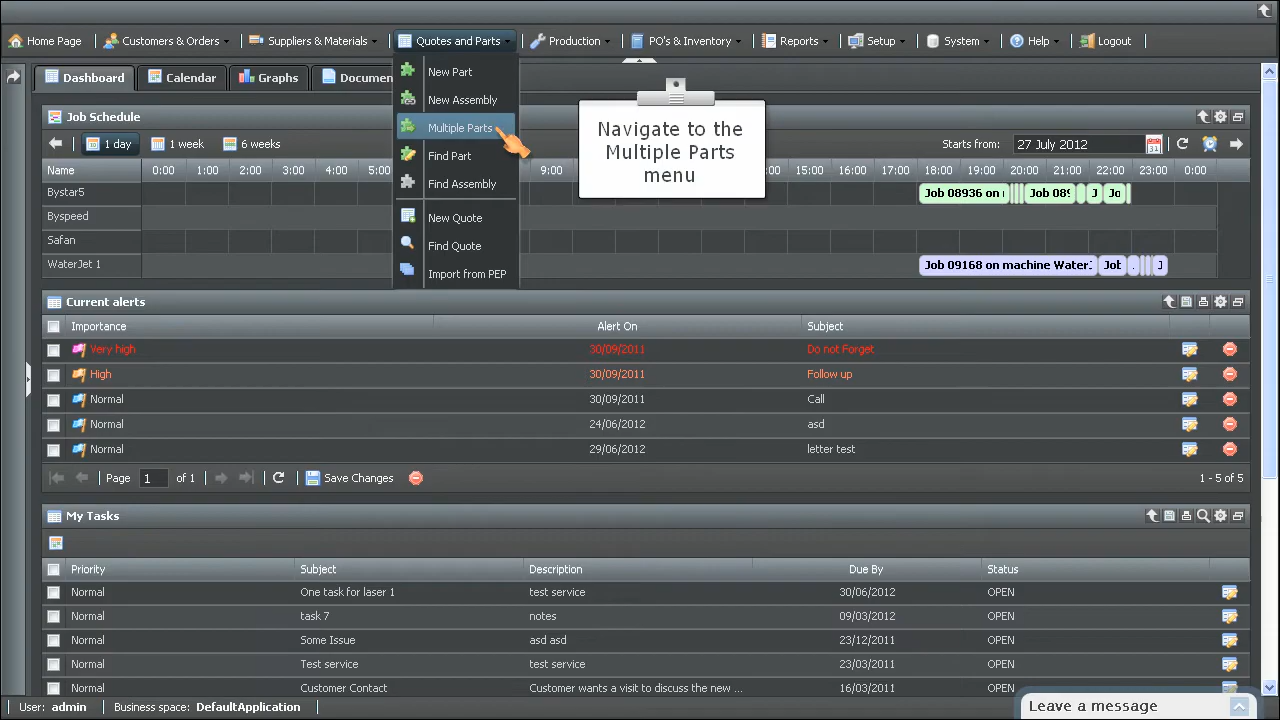 Home Page
Customers & Orders
Suppliers & Materials
Quotes and Parts
Production
PO's & Inventory
Reports
Setup
System
Help
Logout
Dashboard
Calendar
Graphs
New Part
New Assembly
Multiple Parts
Find Part
Find Assembly
New Quote
Find Quote
Import from PEP
Navigate to the
Multiple Parts
menu
Job Schedule
1 day
1 week
6 weeks
Starts from: 27 July 2012
Name 0:00 1:00 2:00 3:00 4:00 5:00 9:00 15:00 16:00 17:00 18:00 19:00 20:00 21:00 22:00 23:00 0:00
Bystar5 Job 08936 on
Byspeed
Safan
WaterJet 1 Job 09168 on machine Water
Current alerts
Importance Alert On Subject
Very high 30/09/2011 Do not Forget
High 30/09/2011 Follow up
Normal 30/09/2011 Call
Normal 24/06/2012 asd
Normal 29/06/2012 letter test
Page 1 of 1 Save Changes 1 - 5 of 5
My Tasks
Priority Subject Description Due By Status
Normal One task for laser 1 test service 30/06/2012 OPEN
Normal task 7 notes 09/03/2012 OPEN
Normal Some Issue asd asd 23/12/2011 OPEN
Normal Test service test service 23/03/2011 OPEN
Normal Customer Contact Customer wants a visit to discuss the new ... 16/03/2011 OPEN
User: admin Business space: DefaultApplication
Leave a message